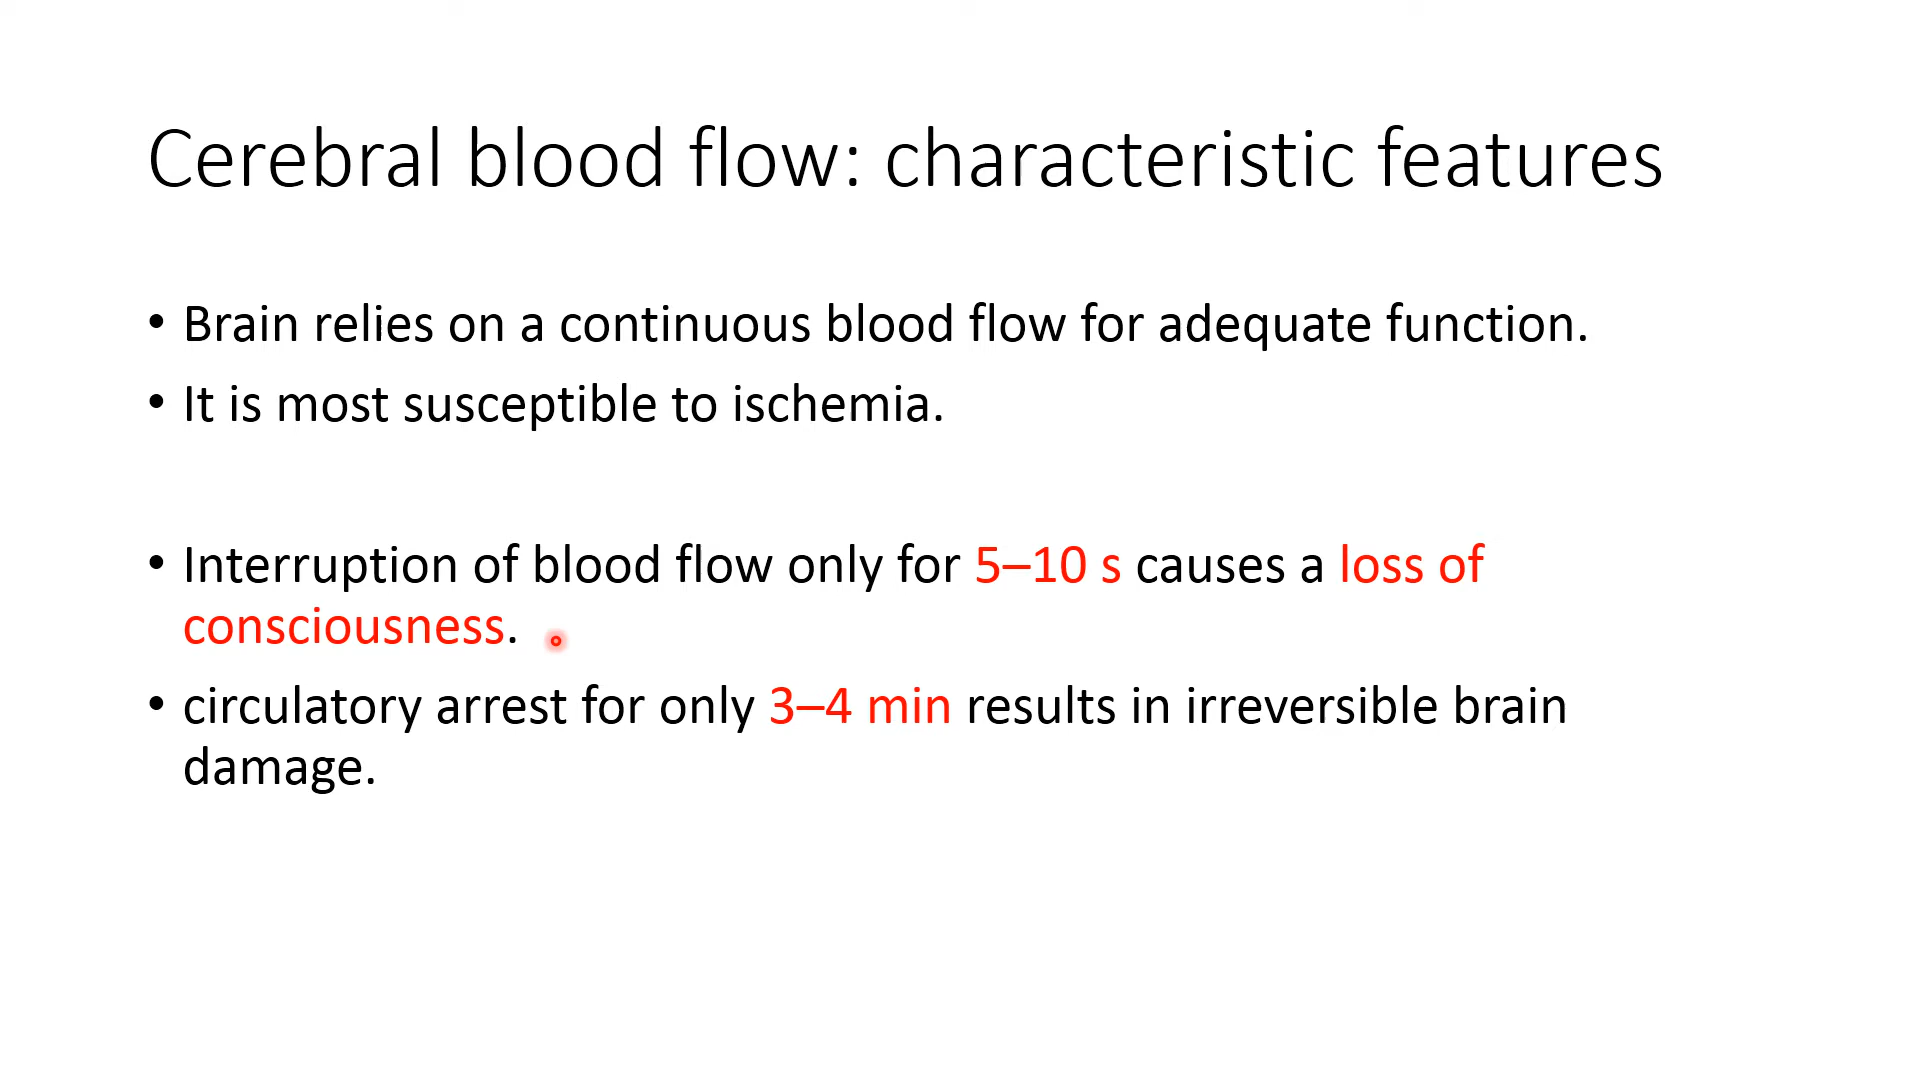 Cerebral blood flow: characteristic features
• Brain relies on a continuous blood flow for adequate function.
• It is most susceptible to ischemia.
• Interruption of blood flow only for 5–10 s causes a loss of
consciousness.
• circulatory arrest for only 3–4 min results in irreversible brain
damage.